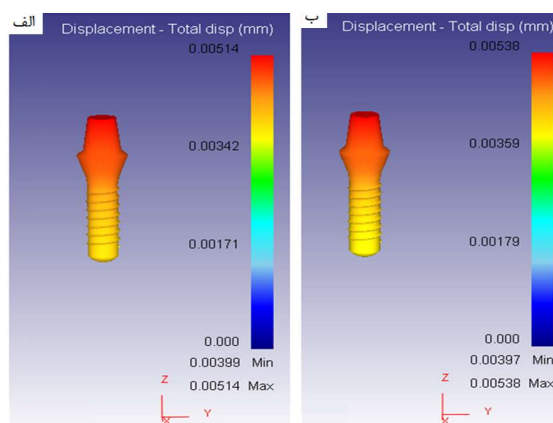 الف
Displacement - Total disp (mm)
0.00514
0.00342
0.00171
0.000
0.00399 Min
0.00514 Max
Z
Y
X
ب
Displacement - Total disp (mm)
0.00538
0.00359
0.00179
0.000
0.00397 Min
0.00538 Max
Z
Y
X